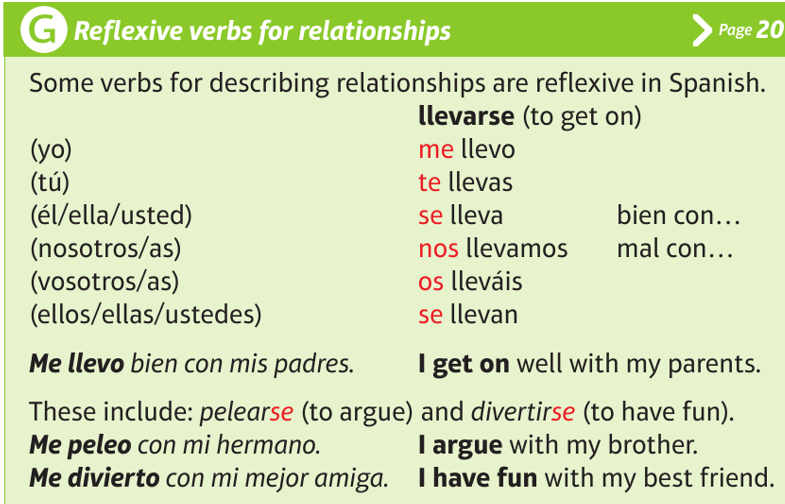 G Reflexive verbs for relationships Page 20
Some verbs for describing relationships are reflexive in Spanish.
llevarse (to get on)
(yo) me llevo
(tú) te llevas
(él/ella/usted) se lleva bien con…
(nosotros/as) nos llevamos mal con…
(vosotros/as) os lleváis
(ellos/ellas/ustedes) se llevan
Me llevo bien con mis padres. I get on well with my parents.
These include: pelearse (to argue) and divertirse (to have fun).
Me peleo con mi hermano. I argue with my brother.
Me divierto con mi mejor amiga. I have fun with my best friend.